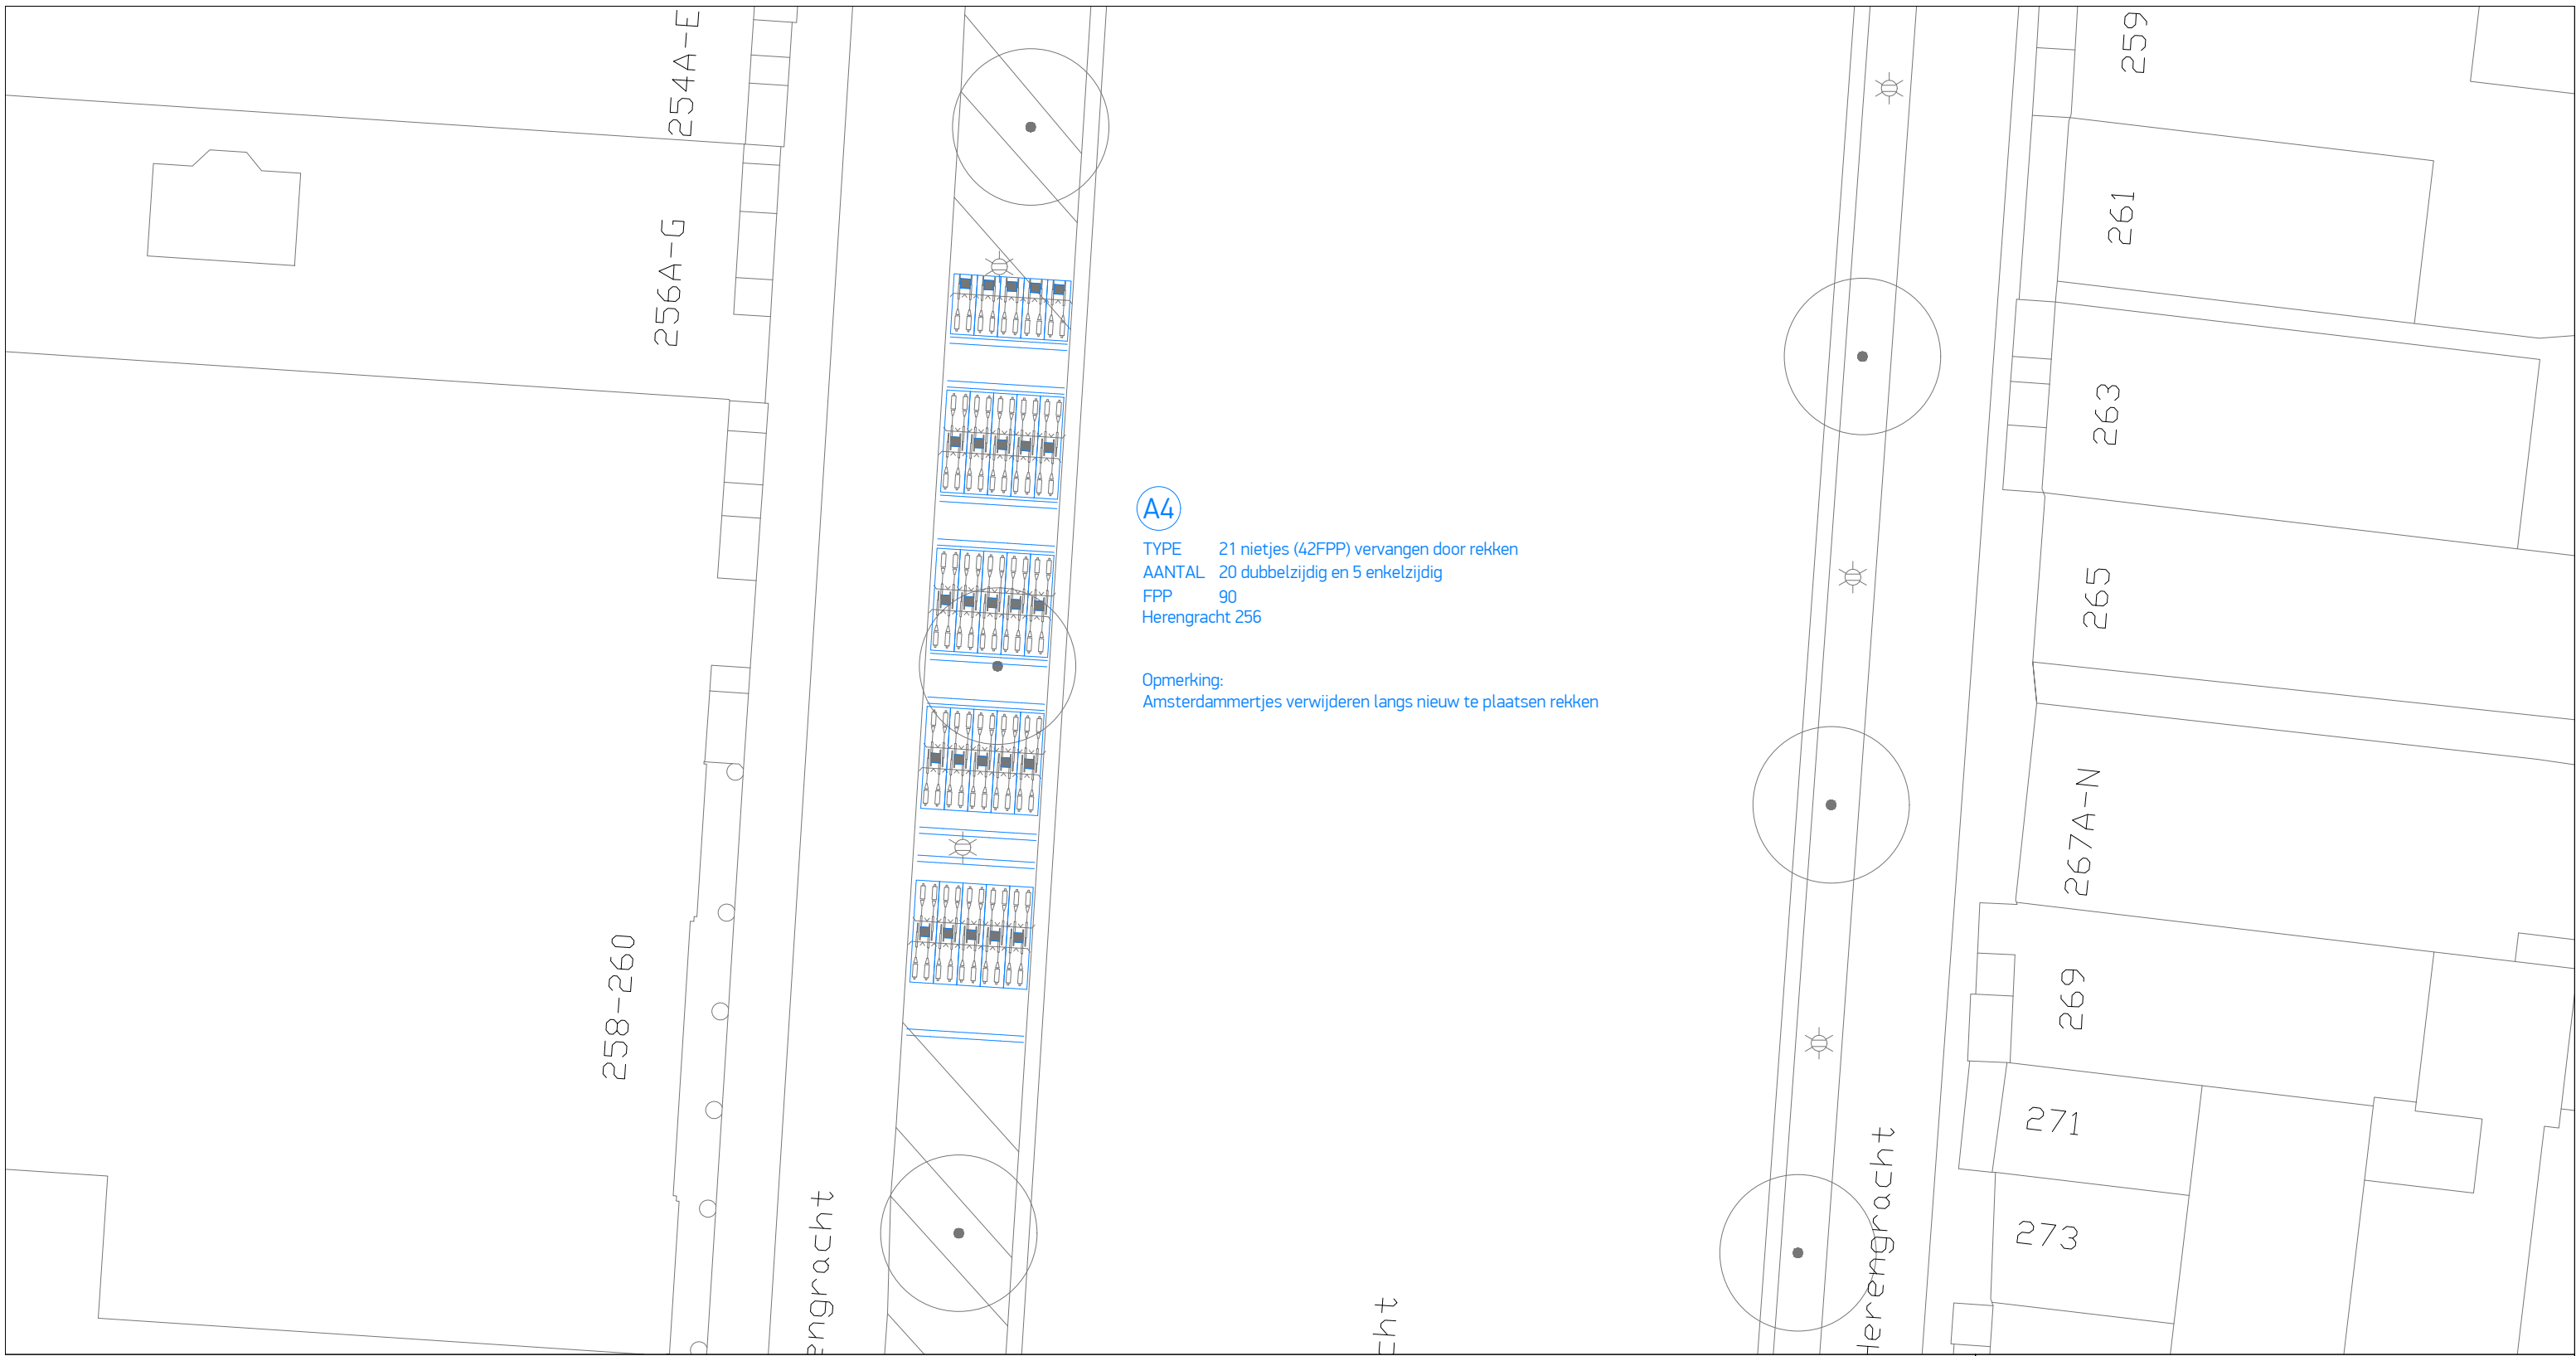 254A-E
259
256A-G
261
263
A4
TYPE 21 nietjes (42FPP) vervangen door rekken
AANTAL 20 dubbelzijdig en 5 enkelzijdig
FPP 90
Herengracht 256
265
Opmerking:
Amsterdammertjes verwijderen langs nieuw te plaatsen rekken
267A-N
258-260
269
271
273
engracht
cht
Herengracht